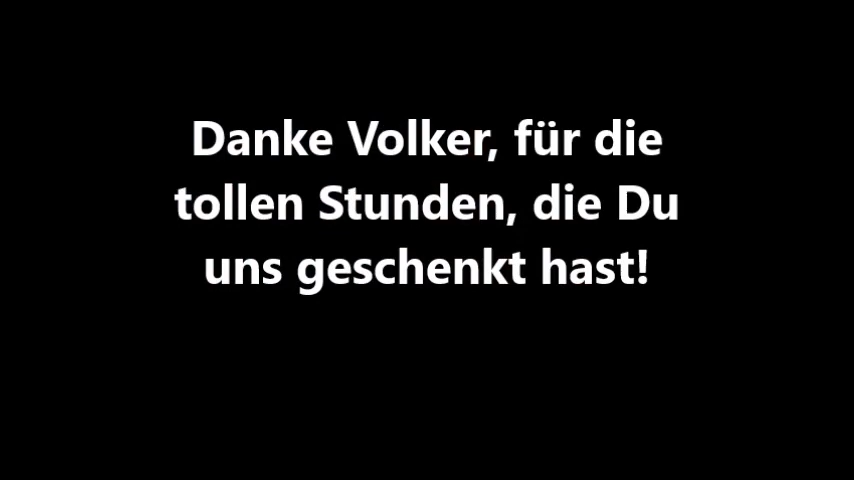 Danke Volker, für die
tollen Stunden, die Du
uns geschenkt hast!